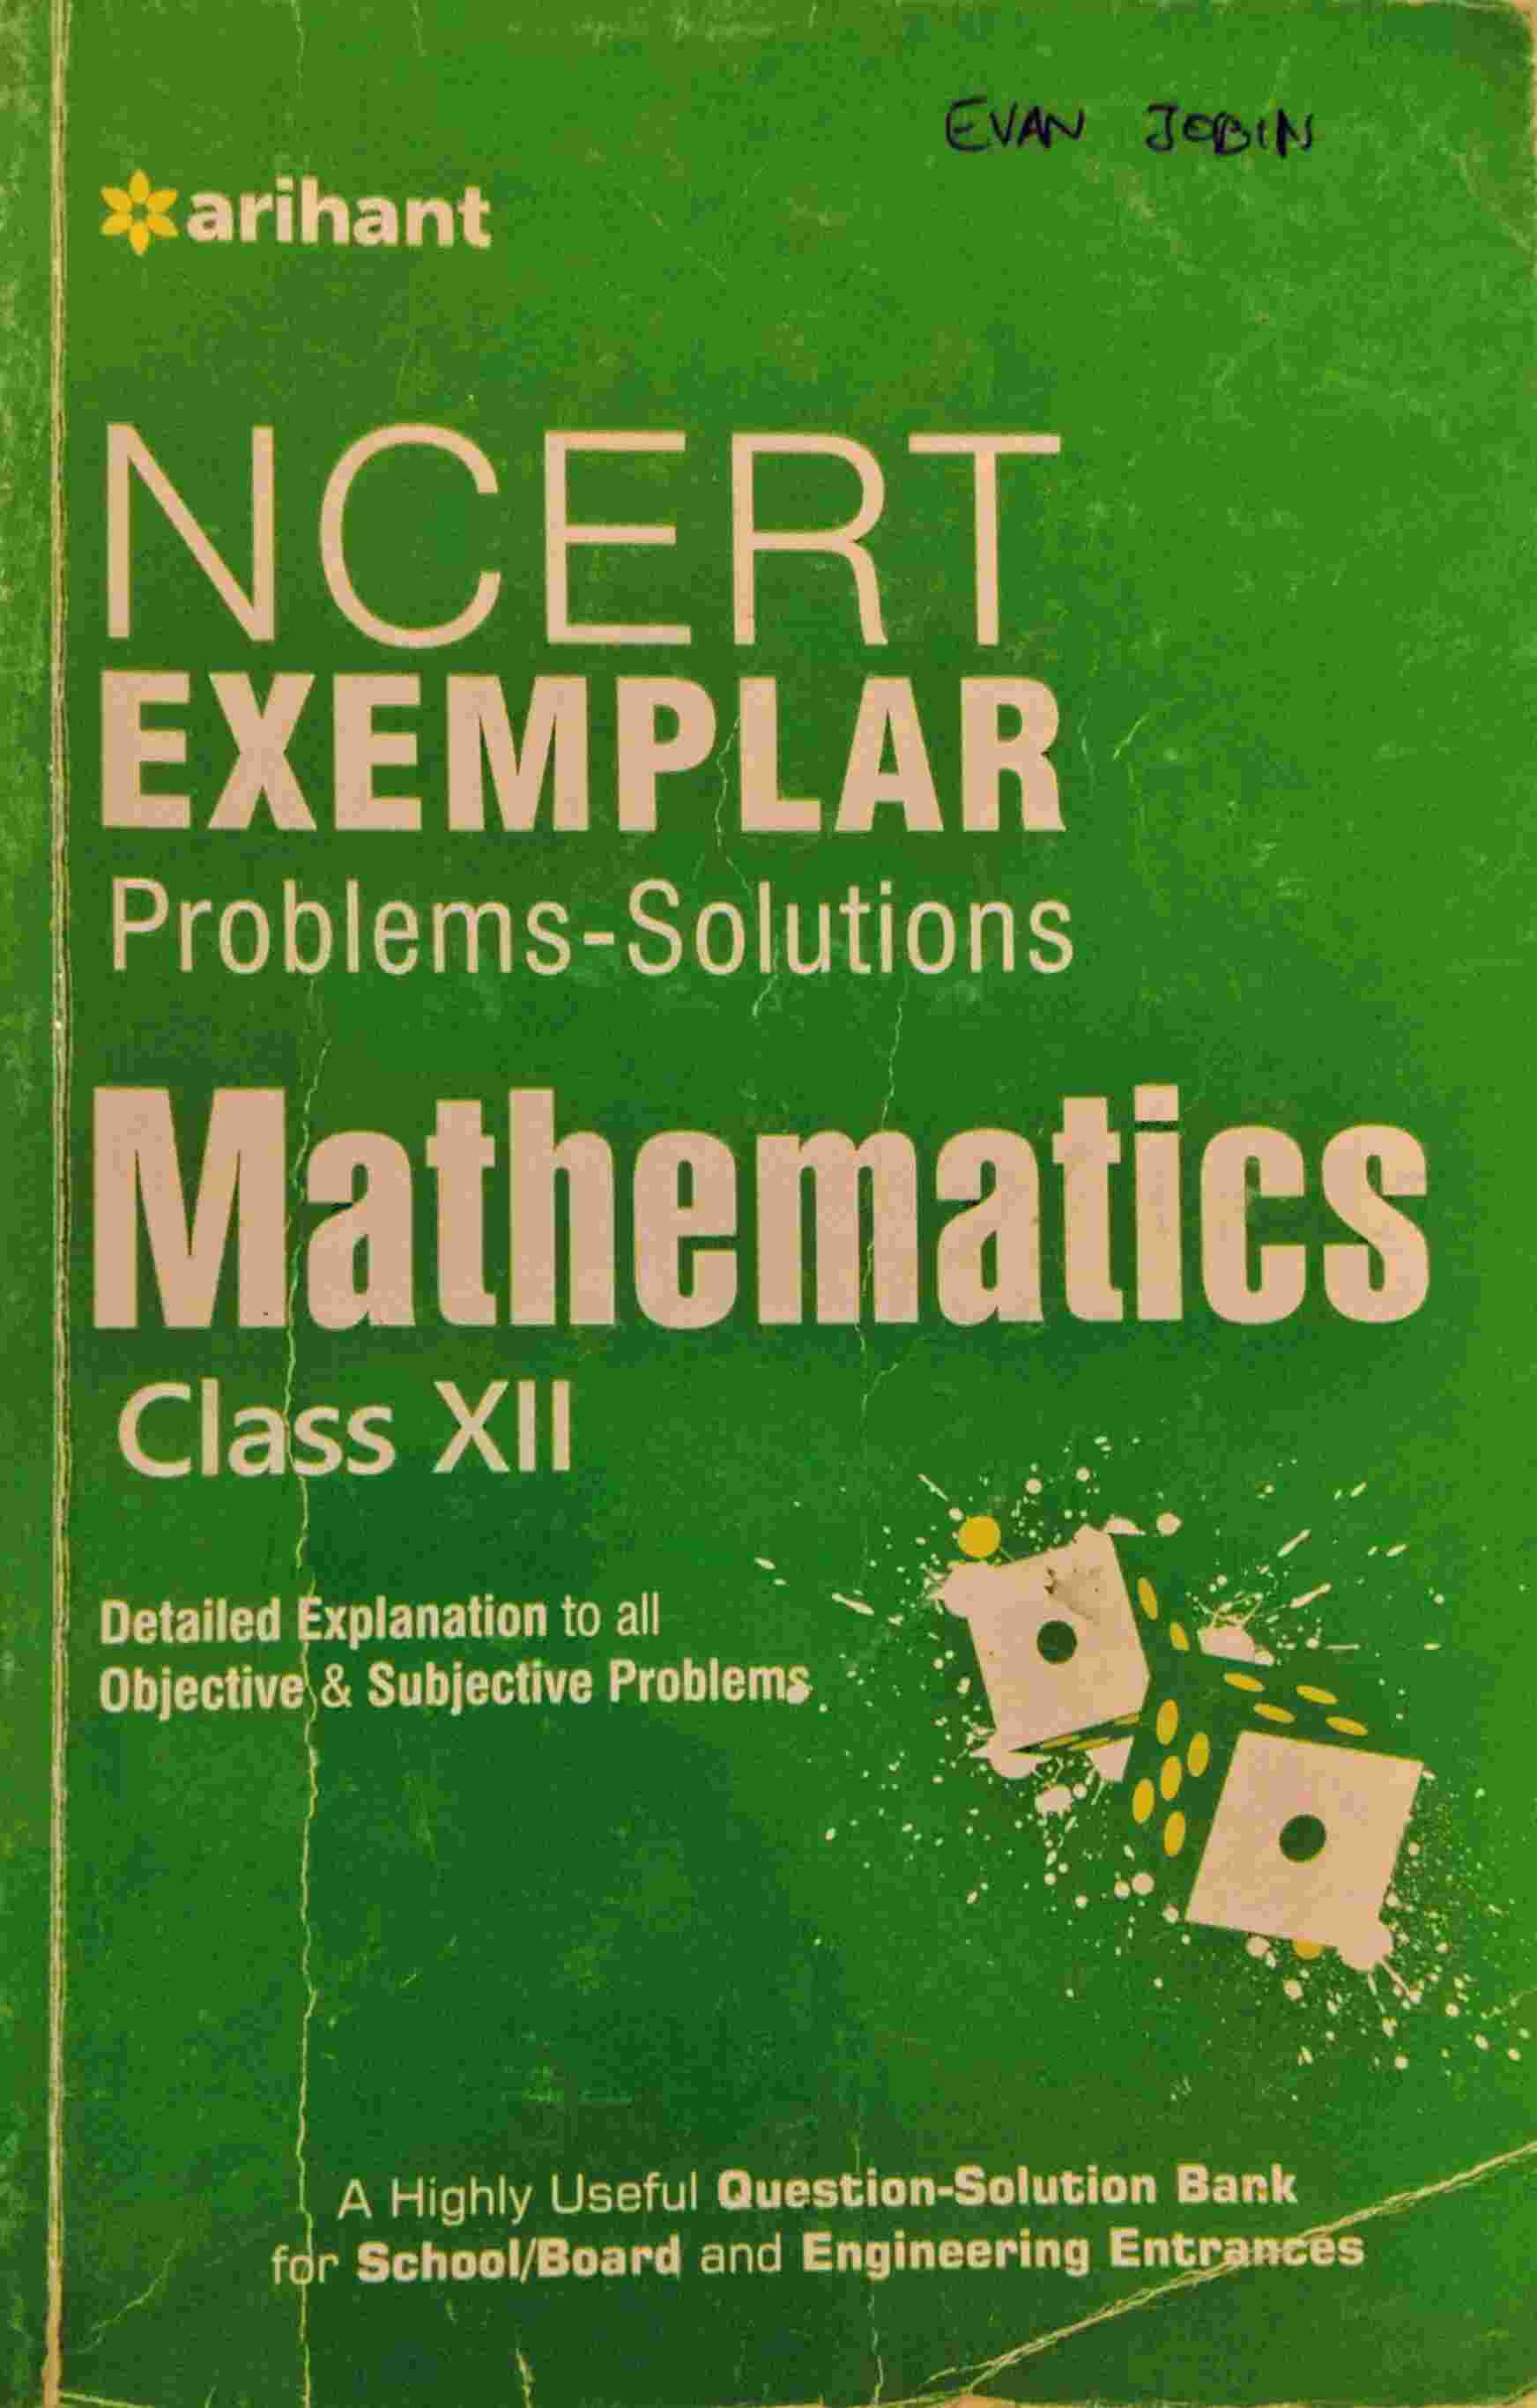 EVAN JOBIN
arihant
NCERT
EXEMPLAR
Problems-Solutions
Mathematics
Class XII
Detailed Explanation to all
Objective & Subjective Problems
A Highly Useful Question-Solution Bank
for School/Board and Engineering Entrances